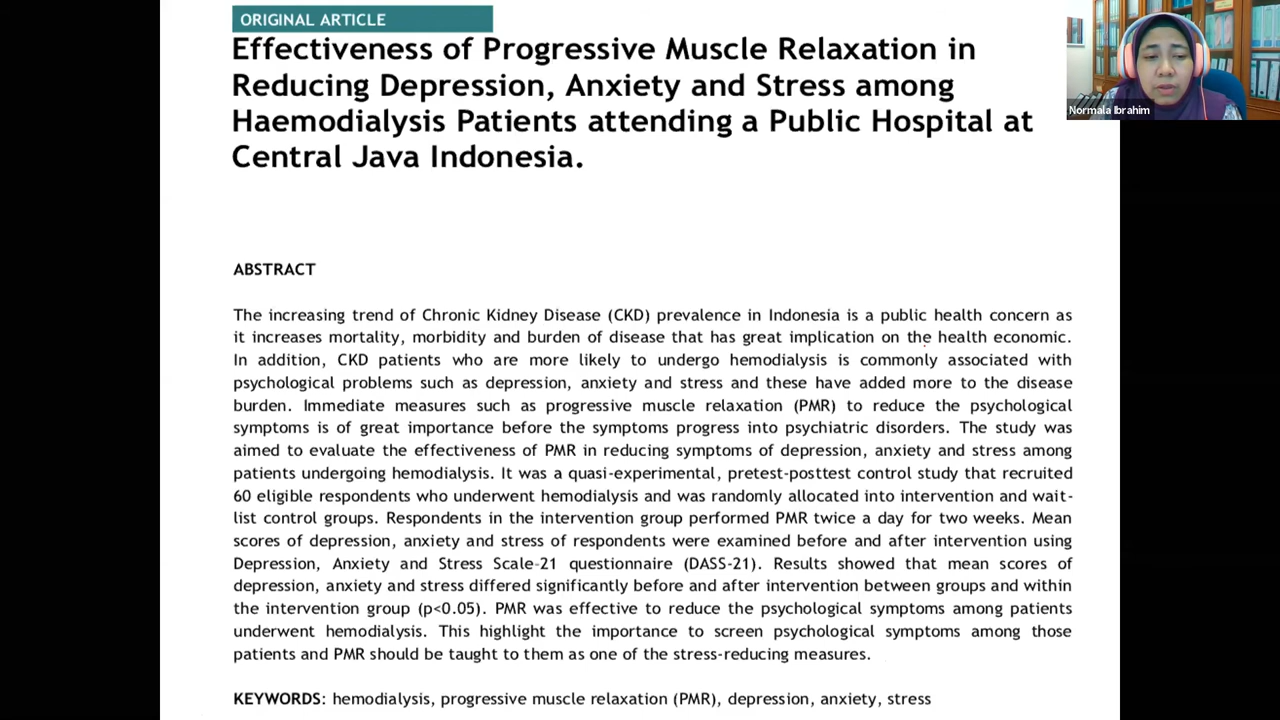 ORIGINAL ARTICLE
Effectiveness of Progressive Muscle Relaxation in
Reducing Depression, Anxiety and Stress among
Haemodialysis Patients attending a Public Hospital at
Central Java Indonesia.
Normala Ibrahim
ABSTRACT
The increasing trend of Chronic Kidney Disease (CKD) prevalence in Indonesia is a public health concern as
it increases mortality, morbidity and burden of disease that has great implication on the health economic.
In addition, CKD patients who are more likely to undergo hemodialysis is commonly associated with
psychological problems such as depression, anxiety and stress and these have added more to the disease
burden. Immediate measures such as progressive muscle relaxation (PMR) to reduce the psychological
symptoms is of great importance before the symptoms progress into psychiatric disorders. The study was
aimed to evaluate the effectiveness of PMR in reducing symptoms of depression, anxiety and stress among
patients undergoing hemodialysis. It was a quasi-experimental, pretest-posttest control study that recruited
60 eligible respondents who underwent hemodialysis and was randomly allocated into intervention and wait-
list control groups. Respondents in the intervention group performed PMR twice a day for two weeks. Mean
scores of depression, anxiety and stress of respondents were examined before and after intervention using
Depression, Anxiety and Stress Scale-21 questionnaire (DASS-21). Results showed that mean scores of
depression, anxiety and stress differed significantly before and after intervention between groups and within
the intervention group (p<0.05). PMR was effective to reduce the psychological symptoms among patients
underwent hemodialysis. This highlight the importance to screen psychological symptoms among those
patients and PMR should be taught to them as one of the stress-reducing measures.
KEYWORDS: hemodialysis, progressive muscle relaxation (PMR), depression, anxiety, stress